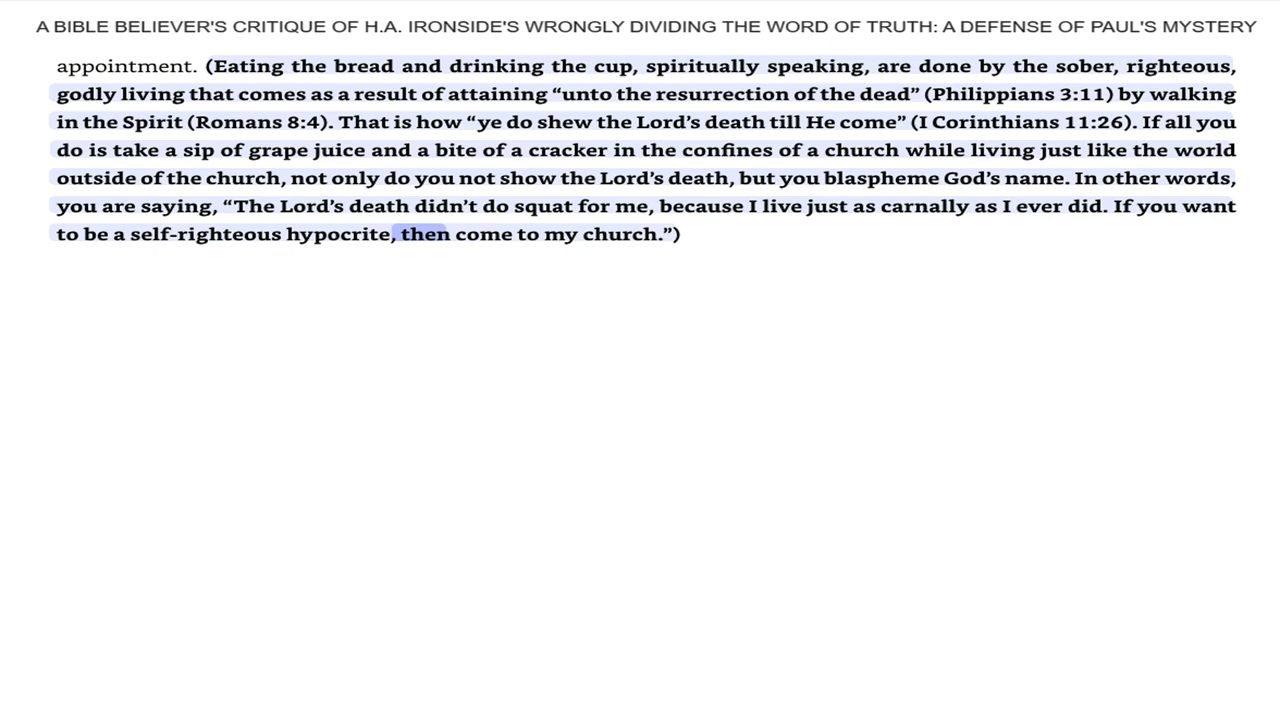 A BIBLE BELIEVER'S CRITIQUE OF H.A. IRONSIDE'S WRONGLY DIVIDING THE WORD OF TRUTH: A DEFENSE OF PAUL'S MYSTERY
appointment. (Eating the bread and drinking the cup, spiritually speaking, are done by the sober, righteous,
godly living that comes as a result of attaining “unto the resurrection of the dead” (Philippians 3:11) by walking
in the Spirit (Romans 8:4). That is how “ye do shew the Lord’s death till He come” (I Corinthians 11:26). If all you
do is take a sip of grape juice and a bite of a cracker in the confines of a church while living just like the world
outside of the church, not only do you not show the Lord’s death, but you blaspheme God’s name. In other words,
you are saying, “The Lord’s death didn’t do squat for me, because I live just as carnally as I ever did. If you want
to be a self-righteous hypocrite, then come to my church.”)